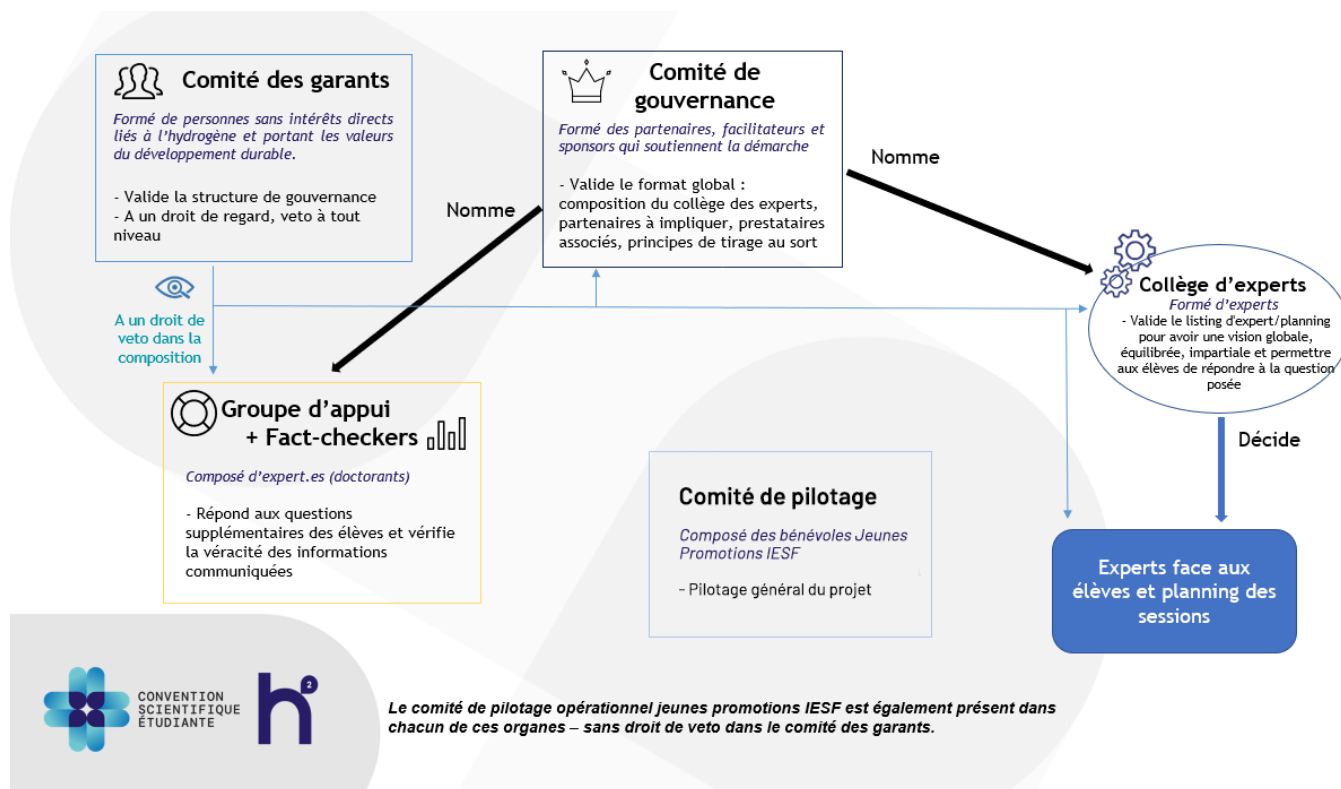 Comité des garants
Formé de personnes sans intérêts directs
liés à l'hydrogène et portant les valeurs
du développement durable.
- Valide la structure de gouvernance
- A un droit de regard, veto à tout
niveau
Comité de
gouvernance
Formé des partenaires, facilitateurs et
sponsors qui soutiennent la démarche
- Valide le format global :
composition du collège des experts,
partenaires à impliquer, prestataires
associés, principes de tirage au sort
Nomme
Nomme
A un droit de
veto dans la
composition
Collège d'experts
Formé d'experts
- Valide le listing d'expert/planning
pour avoir une vision globale,
équilibrée, impartiale et permettre
aux élèves de répondre à la question
posée
Groupe d'appui
+ Fact-checkers
Composé d'expert.es (doctorants)
- Répond aux questions
supplémentaires des élèves et vérifie
la véracité des informations
communiquées
Comité de pilotage
Composé des bénévoles Jeunes
Promotions IESF
- Pilotage général du projet
Décide
Experts face aux
élèves et planning des
sessions
CONVENTION
SCIENTIFIQUE
ÉTUDIANTE
h2
Le comité de pilotage opérationnel jeunes promotions IESF est également présent dans
chacun de ces organes – sans droit de veto dans le comité des garants.